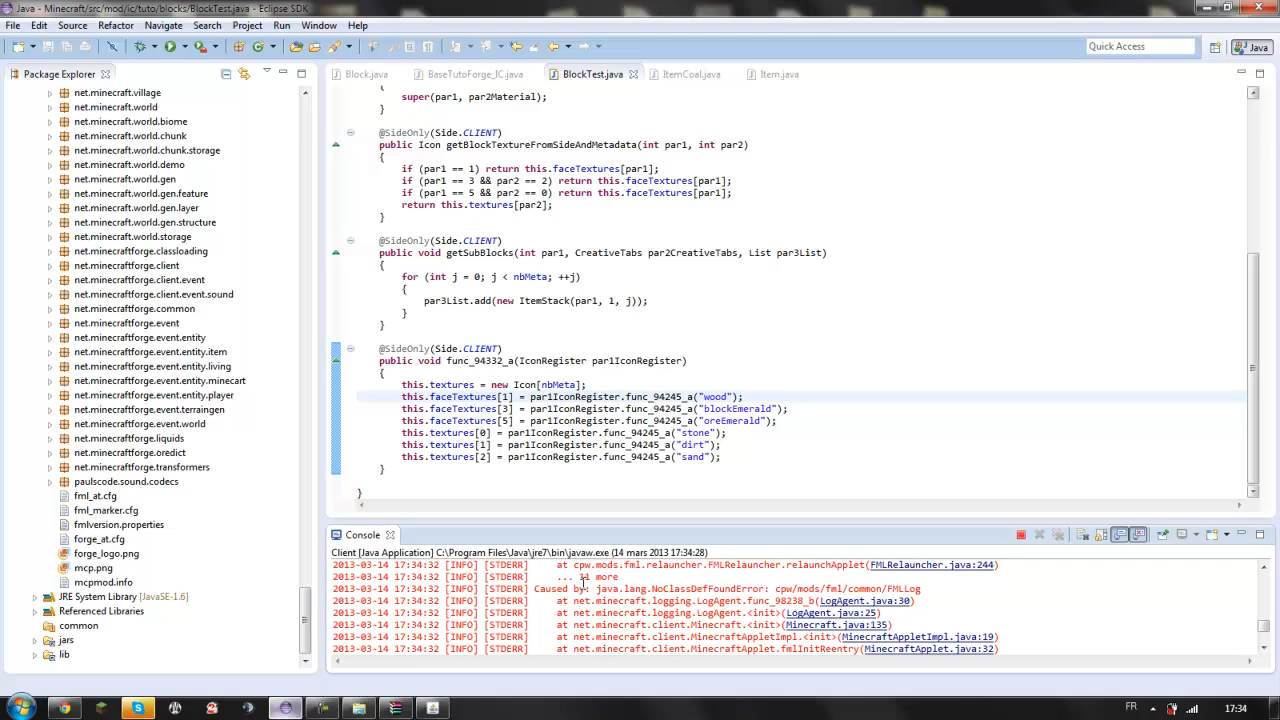 Java - Minecraft/src/mod/ic/tuto/blocks/BlockTest.java - Eclipse SDK
File Edit Source Refactor Navigate Search Project Run Window Help
Quick Access
Java
Package Explorer
net.minecraft.village
net.minecraft.world
net.minecraft.world.biome
net.minecraft.world.chunk
net.minecraft.world.chunk.storage
net.minecraft.world.demo
net.minecraft.world.gen
net.minecraft.world.gen.feature
net.minecraft.world.gen.layer
net.minecraft.world.gen.structure
net.minecraft.world.storage
net.minecraftforge.classloading
net.minecraftforge.client
net.minecraftforge.client.event
net.minecraftforge.client.event.sound
net.minecraftforge.common
net.minecraftforge.event
net.minecraftforge.event.entity
net.minecraftforge.event.entity.item
net.minecraftforge.event.entity.living
net.minecraftforge.event.entity.minecart
net.minecraftforge.event.entity.player
net.minecraftforge.event.terraingen
net.minecraftforge.event.world
net.minecraftforge.liquids
net.minecraftforge.oredict
net.minecraftforge.transformers
paulscode.sound.codecs
fml_at.cfg
fml_marker.cfg
fmlversion.properties
forge_at.cfg
forge_logo.png
mcp.png
mcpmod.info
JRE System Library [JavaSE-1.6]
Referenced Libraries
common
jars
lib
Block.java BaseTutoForge_IC.java BlockTest.java ItemCoal.java Item.java
{
super(par1, par2Material);
}
@SideOnly(Side.CLIENT)
public Icon getBlockTextureFromSideAndMetadata(int par1, int par2)
{
if (par1 == 1) return this.faceTextures[par1];
if (par1 == 3 && par2 == 2) return this.faceTextures[par1];
if (par1 == 5 && par2 == 0) return this.faceTextures[par1];
return this.textures[par2];
}
@SideOnly(Side.CLIENT)
public void getSubBlocks(int par1, CreativeTabs par2CreativeTabs, List par3List)
{
for (int j = 0; j < nbMeta; ++j)
{
par3List.add(new ItemStack(par1, 1, j));
}
}
@SideOnly(Side.CLIENT)
public void func_94332_a(IconRegister par1IconRegister)
{
this.textures = new Icon[nbMeta];
this.faceTextures[1] = par1IconRegister.func_94245_a("wood");
this.faceTextures[3] = par1IconRegister.func_94245_a("blockEmerald");
this.faceTextures[5] = par1IconRegister.func_94245_a("oreEmerald");
this.textures[0] = par1IconRegister.func_94245_a("stone");
this.textures[1] = par1IconRegister.func_94245_a("dirt");
this.textures[2] = par1IconRegister.func_94245_a("sand");
}
}
Console
Client [Java Application] C:\Program Files\Java\jre7\bin\javaw.exe (14 mars 2013 17:34:28)
2013-03-14 17:34:32 [INFO] [STDERR] at cpw.mods.fml.relauncher.FMLRelauncher.relaunchApplet(FMLRelauncher.java:244)
2013-03-14 17:34:32 [INFO] [STDERR] ... more
2013-03-14 17:34:32 [INFO] [STDERR] Caused by: java.lang.NoClassDefFoundError: cpw/mods/fml/common/FMLLog
2013-03-14 17:34:32 [INFO] [STDERR] at net.minecraft.logging.LogAgent.func_98238_b(LogAgent.java:30)
2013-03-14 17:34:32 [INFO] [STDERR] at net.minecraft.logging.LogAgent.<init>(LogAgent.java:25)
2013-03-14 17:34:32 [INFO] [STDERR] at net.minecraft.client.Minecraft.<init>(Minecraft.java:135)
2013-03-14 17:34:32 [INFO] [STDERR] at net.minecraft.client.MinecraftAppletImpl.<init>(MinecraftAppletImpl.java:19)
2013-03-14 17:34:32 [INFO] [STDERR] at net.minecraft.client.MinecraftApplet.fmlInitReentry(MinecraftApplet.java:32)
FR 17:34